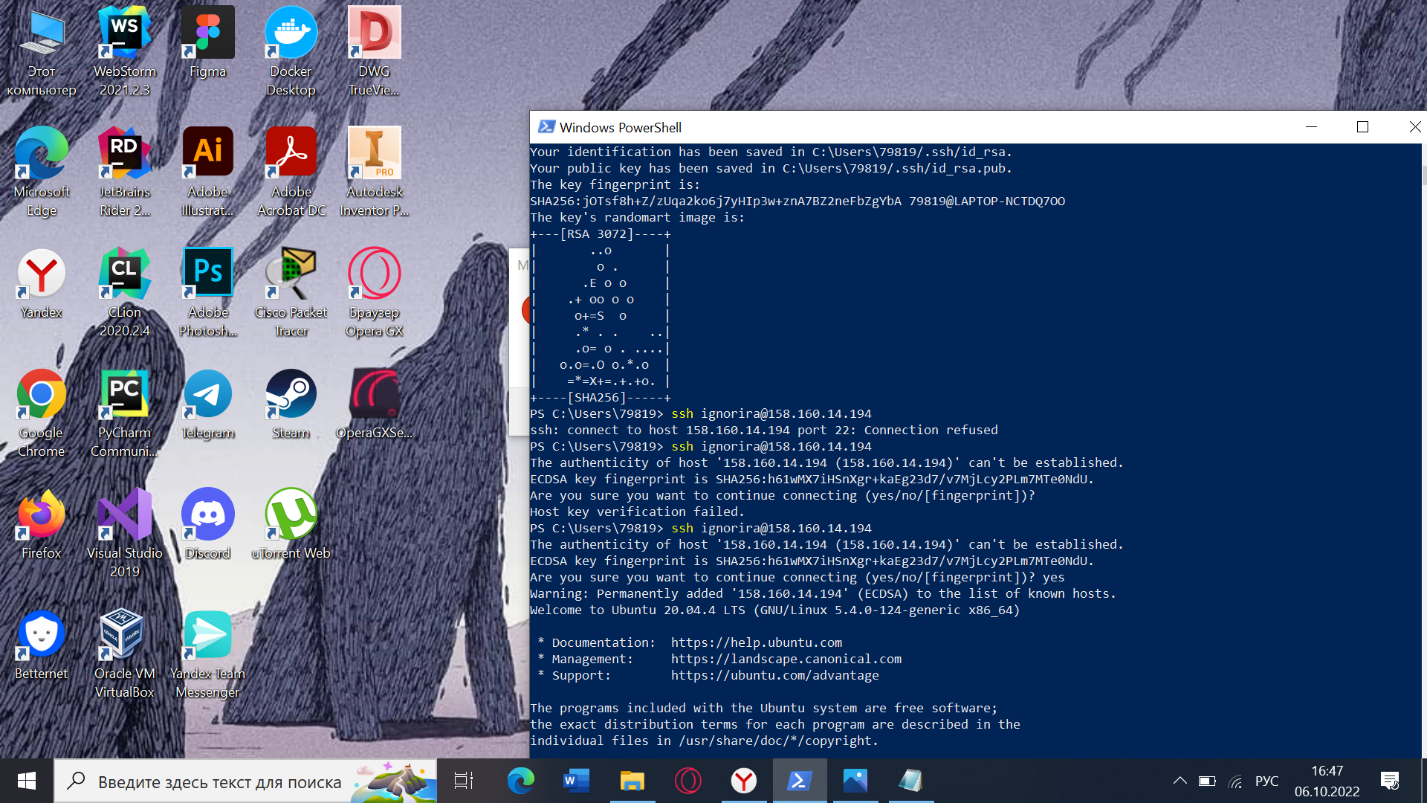 Этот
компьютер
WS
WebStorm
2021.2.3
Figma
Docker
Desktop
D
DWG
TrueVie...
Microsoft
Edge
RD
JetBrains
Rider 2...
Ai
Adobe
Illustrat...
Adobe
Acrobat DC
I
PRO
Autodesk
Inventor P...
Y
Yandex
CL
CLion
2020.2.4
Ps
Adobe
Photosh...
Cisco Packet
Tracer
Браузер
Opera GX
Google
Chrome
PC
PyCharm
Communi...
Telegram
Steam
OperaGXSe...
Firefox
Visual Studio
2019
Discord
µ
uTorrent Web
Betternet
Oracle VM
VirtualBox
Yandex Team
Messenger
M
Windows PowerShell
Your identification has been saved in C:\Users\79819/.ssh/id_rsa.
Your public key has been saved in C:\Users\79819/.ssh/id_rsa.pub.
The key fingerprint is:
SHA256:jOTsf8h+Z/zUqa2ko6j7yHIp3w+znA7BZ2neFbZgYbA 79819@LAPTOP-NCTDQ7OO
The key's randomart image is:
+---[RSA 3072]----+
|       ..o       |
|        o .      |
|      .E o o     |
|    .+ oo o o    |
|     o+=S  o     |
|     .* . .    ..|
|     .o= o . ....|
|   o.o=.O o.*.o  |
|    =*=X+=.+.+o. |
+----[SHA256]-----+
PS C:\Users\79819> ssh ignorira@158.160.14.194
ssh: connect to host 158.160.14.194 port 22: Connection refused
PS C:\Users\79819> ssh ignorira@158.160.14.194
The authenticity of host '158.160.14.194 (158.160.14.194)' can't be established.
ECDSA key fingerprint is SHA256:h61wMX7iHSnXgr+kaEg23d7/v7MjLcy2PLm7MTe0NdU.
Are you sure you want to continue connecting (yes/no/[fingerprint])?
Host key verification failed.
PS C:\Users\79819> ssh ignorira@158.160.14.194
The authenticity of host '158.160.14.194 (158.160.14.194)' can't be established.
ECDSA key fingerprint is SHA256:h61wMX7iHSnXgr+kaEg23d7/v7MjLcy2PLm7MTe0NdU.
Are you sure you want to continue connecting (yes/no/[fingerprint])? yes
Warning: Permanently added '158.160.14.194' (ECDSA) to the list of known hosts.
Welcome to Ubuntu 20.04.4 LTS (GNU/Linux 5.4.0-124-generic x86_64)
* Documentation:  https://help.ubuntu.com
* Management:     https://landscape.canonical.com
* Support:        https://ubuntu.com/advantage
The programs included with the Ubuntu system are free software;
the exact distribution terms for each program are described in the
individual files in /usr/share/doc/*/copyright.
Введите здесь текст для поиска
РУС
16:47
06.10.2022